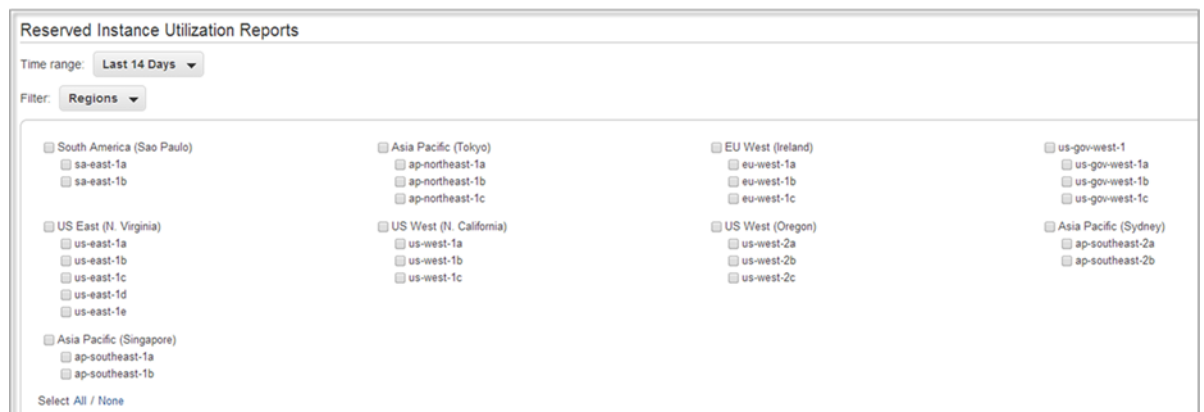 Reserved Instance Utilization Reports
Time range: Last 14 Days
Filter: Regions
South America (Sao Paulo)
sa-east-1a
sa-east-1b
Asia Pacific (Tokyo)
ap-northeast-1a
ap-northeast-1b
ap-northeast-1c
EU West (Ireland)
eu-west-1a
eu-west-1b
eu-west-1c
us-gov-west-1
us-gov-west-1a
us-gov-west-1b
us-gov-west-1c
US East (N. Virginia)
us-east-1a
us-east-1b
us-east-1c
us-east-1d
us-east-1e
US West (N. California)
us-west-1a
us-west-1b
us-west-1c
US West (Oregon)
us-west-2a
us-west-2b
us-west-2c
Asia Pacific (Sydney)
ap-southeast-2a
ap-southeast-2b
Asia Pacific (Singapore)
ap-southeast-1a
ap-southeast-1b
Select All / None